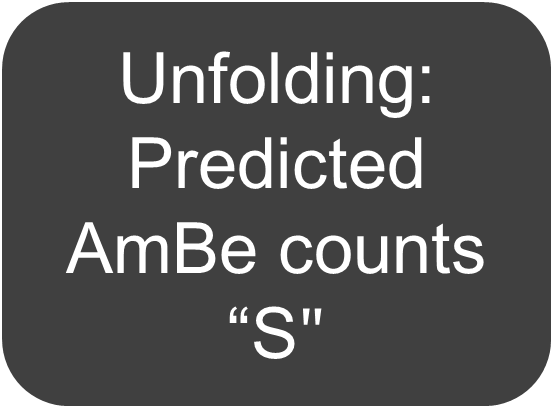 Unfolding:
Predicted
AmBe counts
“S"